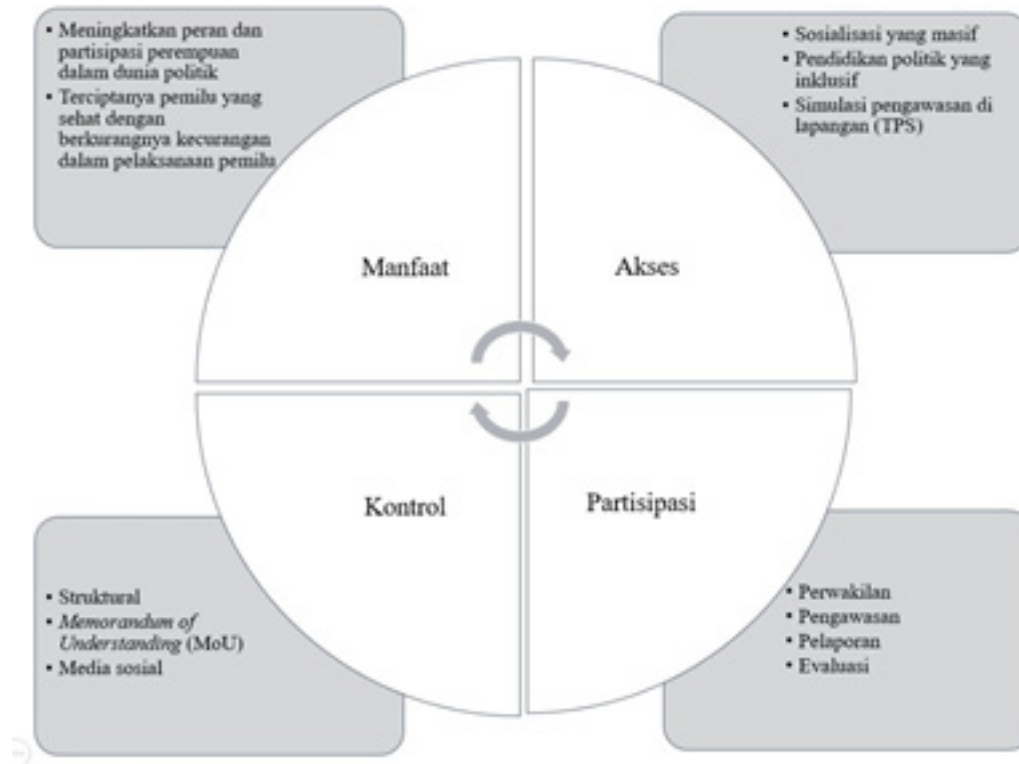 • Meningkatkan peran dan
partisipasi perempuan
dalam dunia politik
• Terciptanya pemilu yang
sehat dengan
berkurangnya kecurangan
dalam pelaksanaan pemilu
• Sosialisasi yang masif
• Pendidikan politik yang
inklusif
• Simulasi pengawasan di
lapangan (TPS)
Manfaat
Akses
Kontrol
Partisipasi
• Struktural
• Memorandum of
Understanding (MoU)
• Media sosial
• Perwakilan
• Pengawasan
• Pelaporan
• Evaluasi